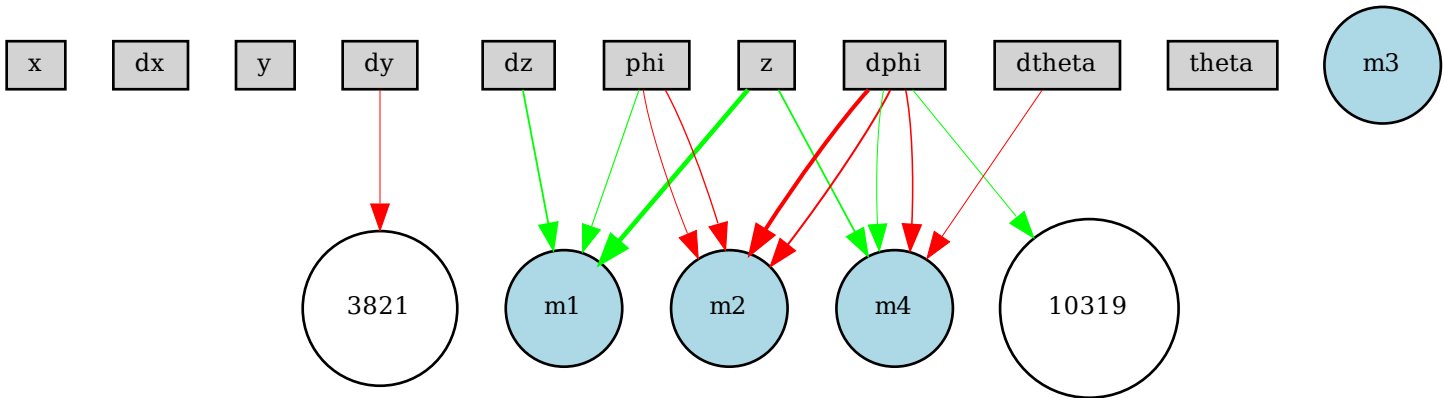 x
dx
y
dy
dz
phi
z
dphi
dtheta
theta
m3
3821
m1
m2
m4
10319